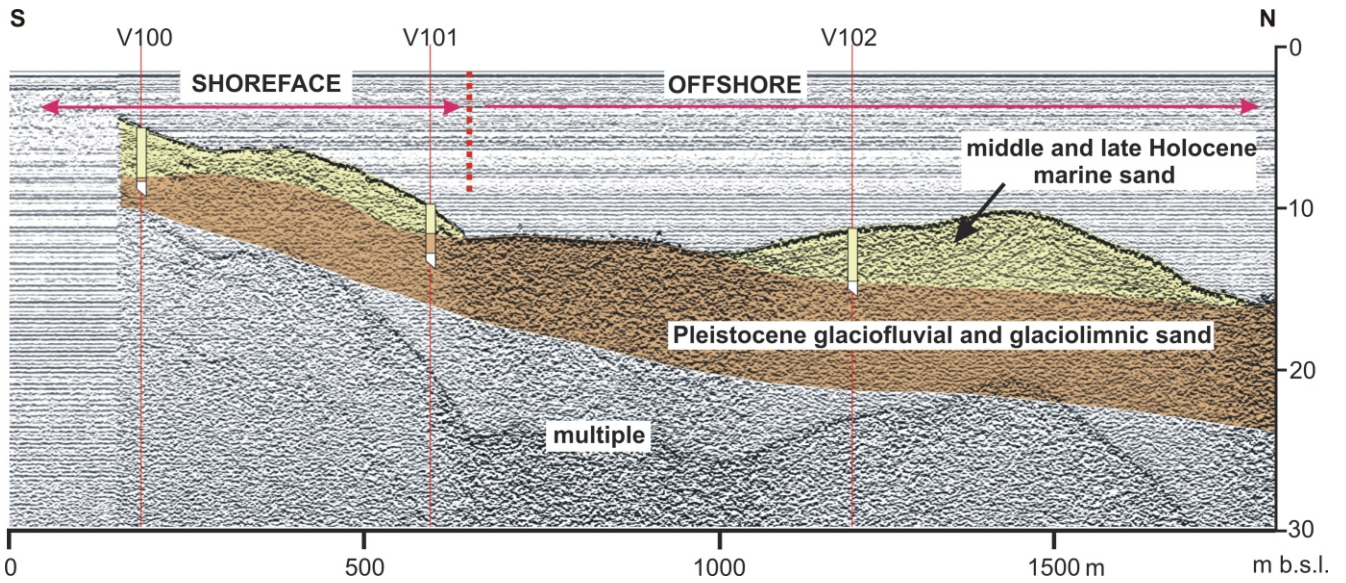 S
N
V100
V101
V102
0
SHOREFACE
OFFSHORE
middle and late Holocene
marine sand
10
Pleistocene glaciofluvial and glaciolimnic sand
20
multiple
30
0
500
1000
1500 m
m b.s.l.